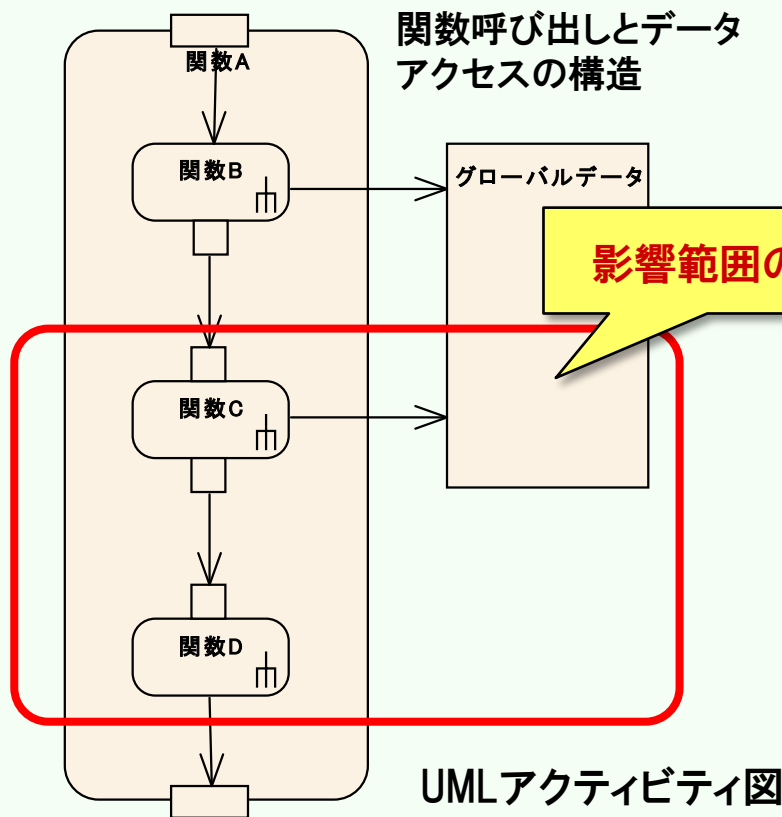 関数呼び出しとデータ
アクセスの構造
関数A
関数B
グローバルデータ
影響範囲の
関数C
関数D
UMLアクティビティ図